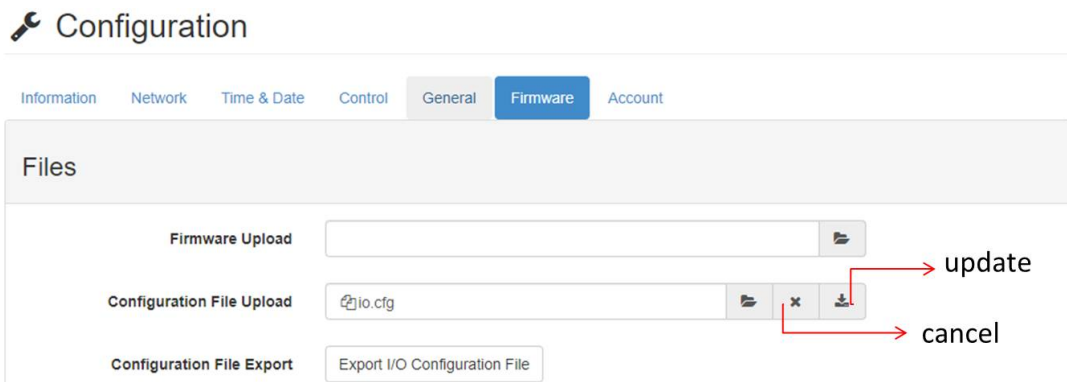 Configuration
Information Network Time & Date Control General Firmware Account
Files
Firmware Upload
update
Configuration File Upload io.cfg
cancel
Configuration File Export Export I/O Configuration File